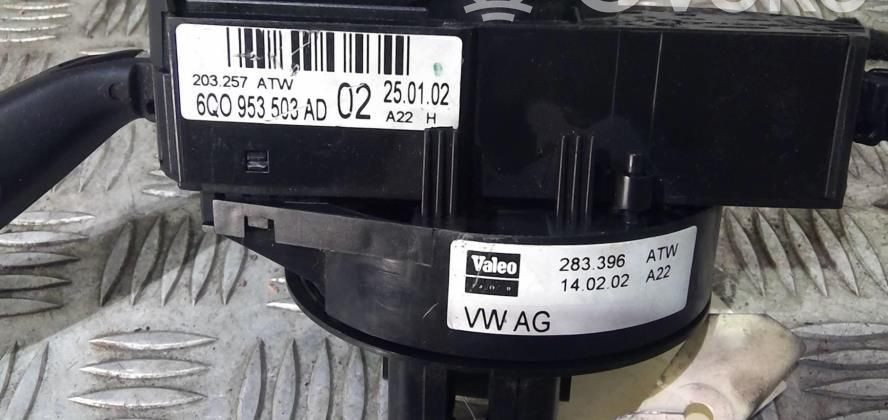 203.257 ATW
6Q0 953 503 AD 02 25.01.02
A22 H
Valeo 283.396 ATW
14.02.02 A22
VW AG